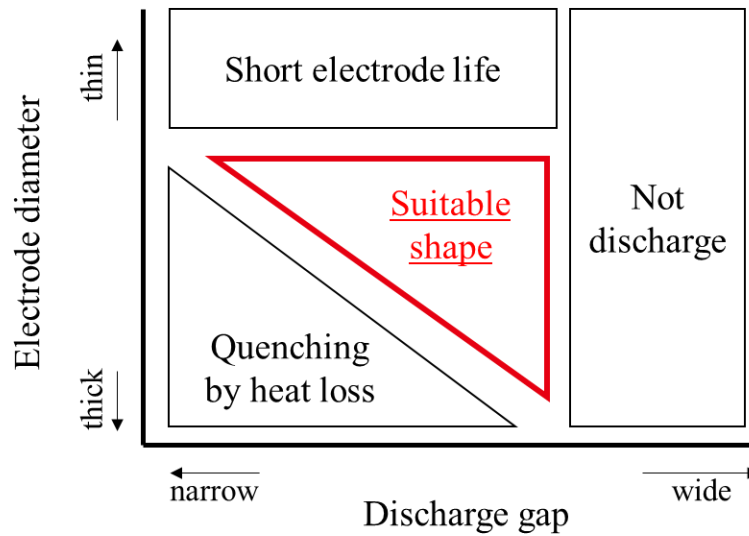 Short electrode life
thin
Electrode diameter
thick
Suitable
shape
Not
discharge
Quenching
by heat loss
narrow
wide
Discharge gap